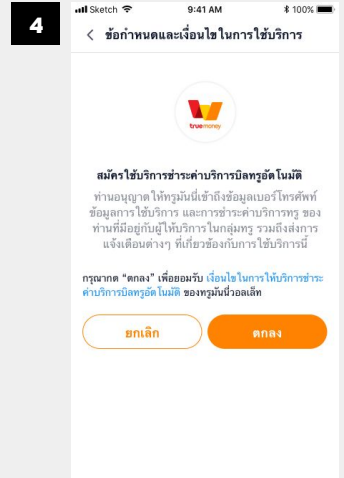 4
Sketch 9:41 AM 100%
ข้อกำหนดและเงื่อนไขในการใช้บริการ
truemoney
สมัครใช้บริการชำระค่าบริการบิลทรูอัตโนมัติ
ท่านอนุญาตให้ทรูมันนี่เข้าถึงข้อมูลเบอร์โทรศัพท์
ข้อมูลการใช้บริการ และการชำระค่าบริการทรู ของ
ท่านที่มีอยู่กับผู้ให้บริการในกลุ่มทรู รวมถึงส่งการ
แจ้งเตือนต่างๆ ที่เกี่ยวข้องกับการใช้บริการนี้
กรุณากด “ตกลง” เพื่อยอมรับ เงื่อนไขในการให้บริการชำระ
ค่าบริการบิลทรูอัตโนมัติ ของทรูมันนี่วอลเล็ท
ยกเลิก ตกลง